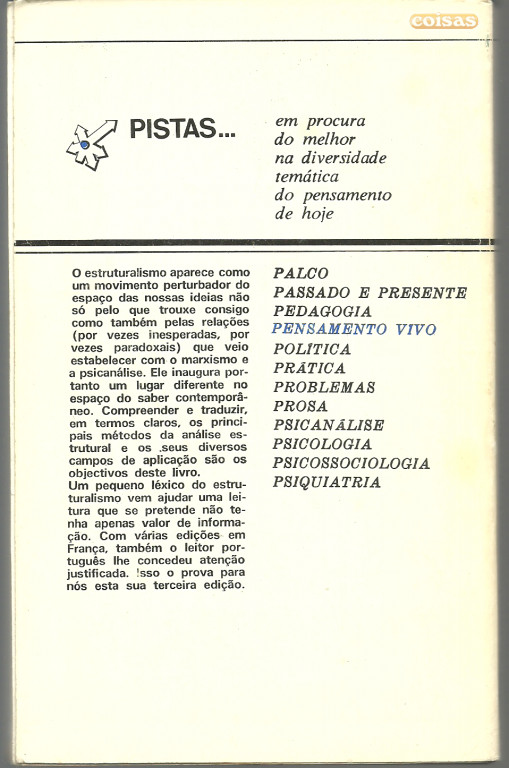 coisas
PISTAS...
em procura
do melhor
na diversidade
temática
do pensamento
de hoje
O estruturalismo aparece como
um movimento perturbador do
espaço das nossas ideias não
só pelo que trouxe consigo
como também pelas relações
(por vezes inesperadas, por
vezes paradoxais) que veio
estabelecer com o marxismo e
a psicanálise. Ele inaugura por-
tanto um lugar diferente no
espaço do saber contemporâ-
neo. Compreender e traduzir,
em termos claros, os princi-
pais métodos da análise es-
trutural e os .seus diversos
campos de aplicação são os
objectivos deste livro.
Um pequeno léxico do estru-
turalismo vem ajudar uma lei-
tura que se pretende não te-
nha apenas valor de informa-
ção. Com várias edições em
França, também o leitor por-
tuguês lhe concedeu atenção
justificada. Isso o prova para
nós esta sua terceira edição.
PALCO
PASSADO E PRESENTE
PEDAGOGIA
PENSAMENTO VIVO
POLÍTICA
PRÁTICA
PROBLEMAS
PROSA
PSICANÁLISE
PSICOLOGIA
PSICOSSOCIOLOGIA
PSIQUIATRIA